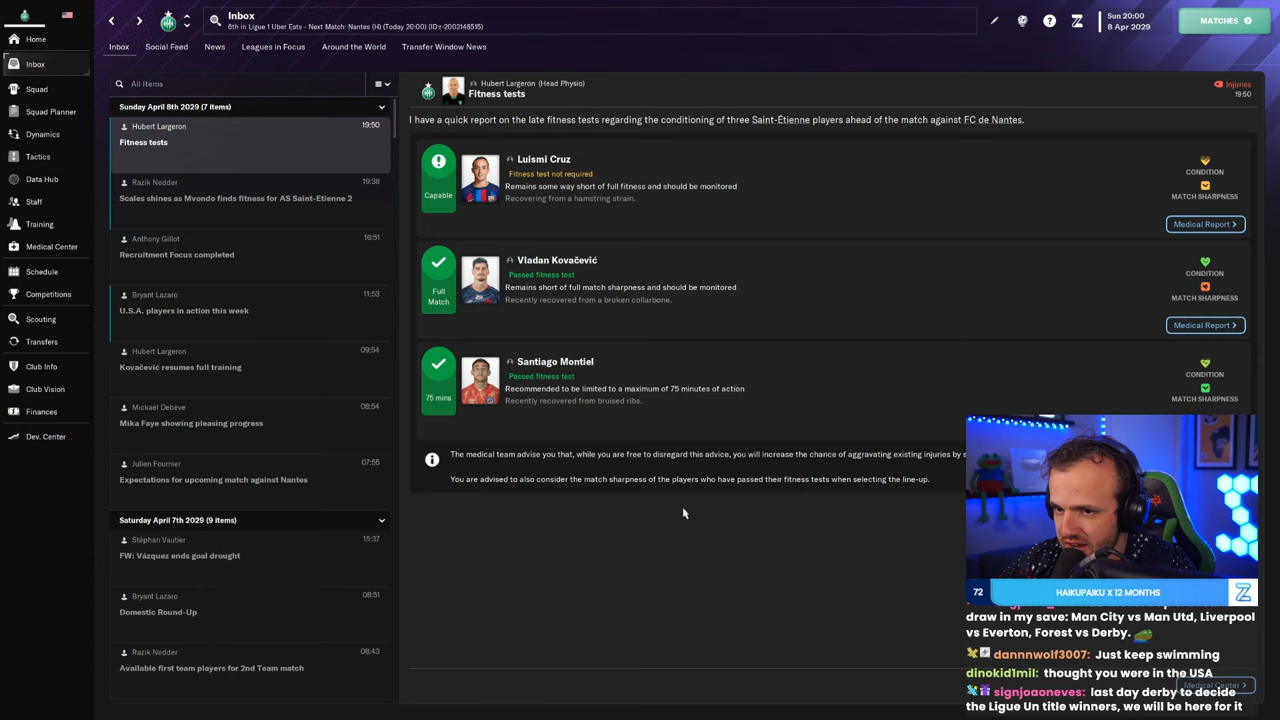 Inbox
6th in Ligue 1 Uber Eats - Next Match: Nantes (H) (Today 20:00) (ID:r-2002148515)
Sun 20:00
8 Apr 2029
MATCHES
Inbox Social Feed News Leagues in Focus Around the World Transfer Window News
Home
Inbox
Squad
Squad Planner
Dynamics
Tactics
Data Hub
Staff
Training
Medical Center
Schedule
Competitions
Scouting
Transfers
Club Info
Club Vision
Finances
Dev. Center
All Items
Sunday April 8th 2029 (7 items)
Hubert Largeron 19:50
Fitness tests
Razik Nedder 19:38
Scales shines as Mvondo finds fitness for AS Saint-Etienne 2
Anthony Gillot 16:51
Recruitment Focus completed
Bryant Lazaro 11:53
U.S.A. players in action this week
Hubert Largeron 09:54
Kovačević resumes full training
Mickaël Debève 08:54
Mika Faye showing pleasing progress
Julien Fournier 07:55
Expectations for upcoming match against Nantes
Saturday April 7th 2029 (9 items)
Stéphan Vautier 15:37
FW: Vázquez ends goal drought
Bryant Lazaro 08:51
Domestic Round-Up
Razik Nedder 08:43
Available first team players for 2nd Team match
Hubert Largeron (Head Physio)
Fitness tests
Injuries
19:50
I have a quick report on the late fitness tests regarding the conditioning of three Saint-Étienne players ahead of the match against FC de Nantes.
Capable
Luismi Cruz
Fitness test not required
Remains some way short of full fitness and should be monitored
Recovering from a hamstring strain.
CONDITION
MATCH SHARPNESS
Medical Report
Full
Match
Vladan Kovačević
Passed fitness test
Remains short of full match sharpness and should be monitored
Recently recovered from a broken collarbone.
CONDITION
MATCH SHARPNESS
Medical Report
75 mins
Santiago Montiel
Passed fitness test
Recommended to be limited to a maximum of 75 minutes of action
Recently recovered from bruised ribs.
CONDITION
MATCH SHARPNESS
The medical team advise you that, while you are free to disregard this advice, you will increase the chance of aggravating existing injuries by
You are advised to also consider the match sharpness of the players who have passed their fitness tests when selecting the line-up.
72 HAIKUPAIKU X 12 MONTHS
draw in my save: Man City vs Man Utd, Liverpool
vs Everton, Forest vs Derby.
dannnwolf3007: Just keep swimming
dinokid1mil: thought you were in the USA
signjoaoneves: last day derby to decide
the Ligue Un title winners, we will be here for it
Medical Center